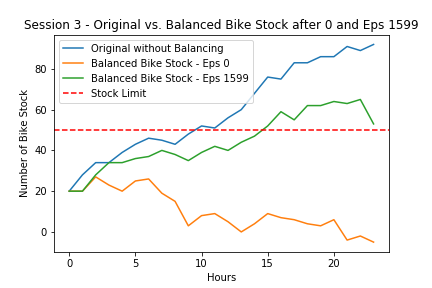 Session 3 - Original vs. Balanced Bike Stock after 0 and Eps 1599
Original without Balancing
Balanced Bike Stock - Eps 0
Balanced Bike Stock - Eps 1599
Stock Limit
Number of Bike Stock
80
60
40
20
0
0
5
10
15
20
Hours